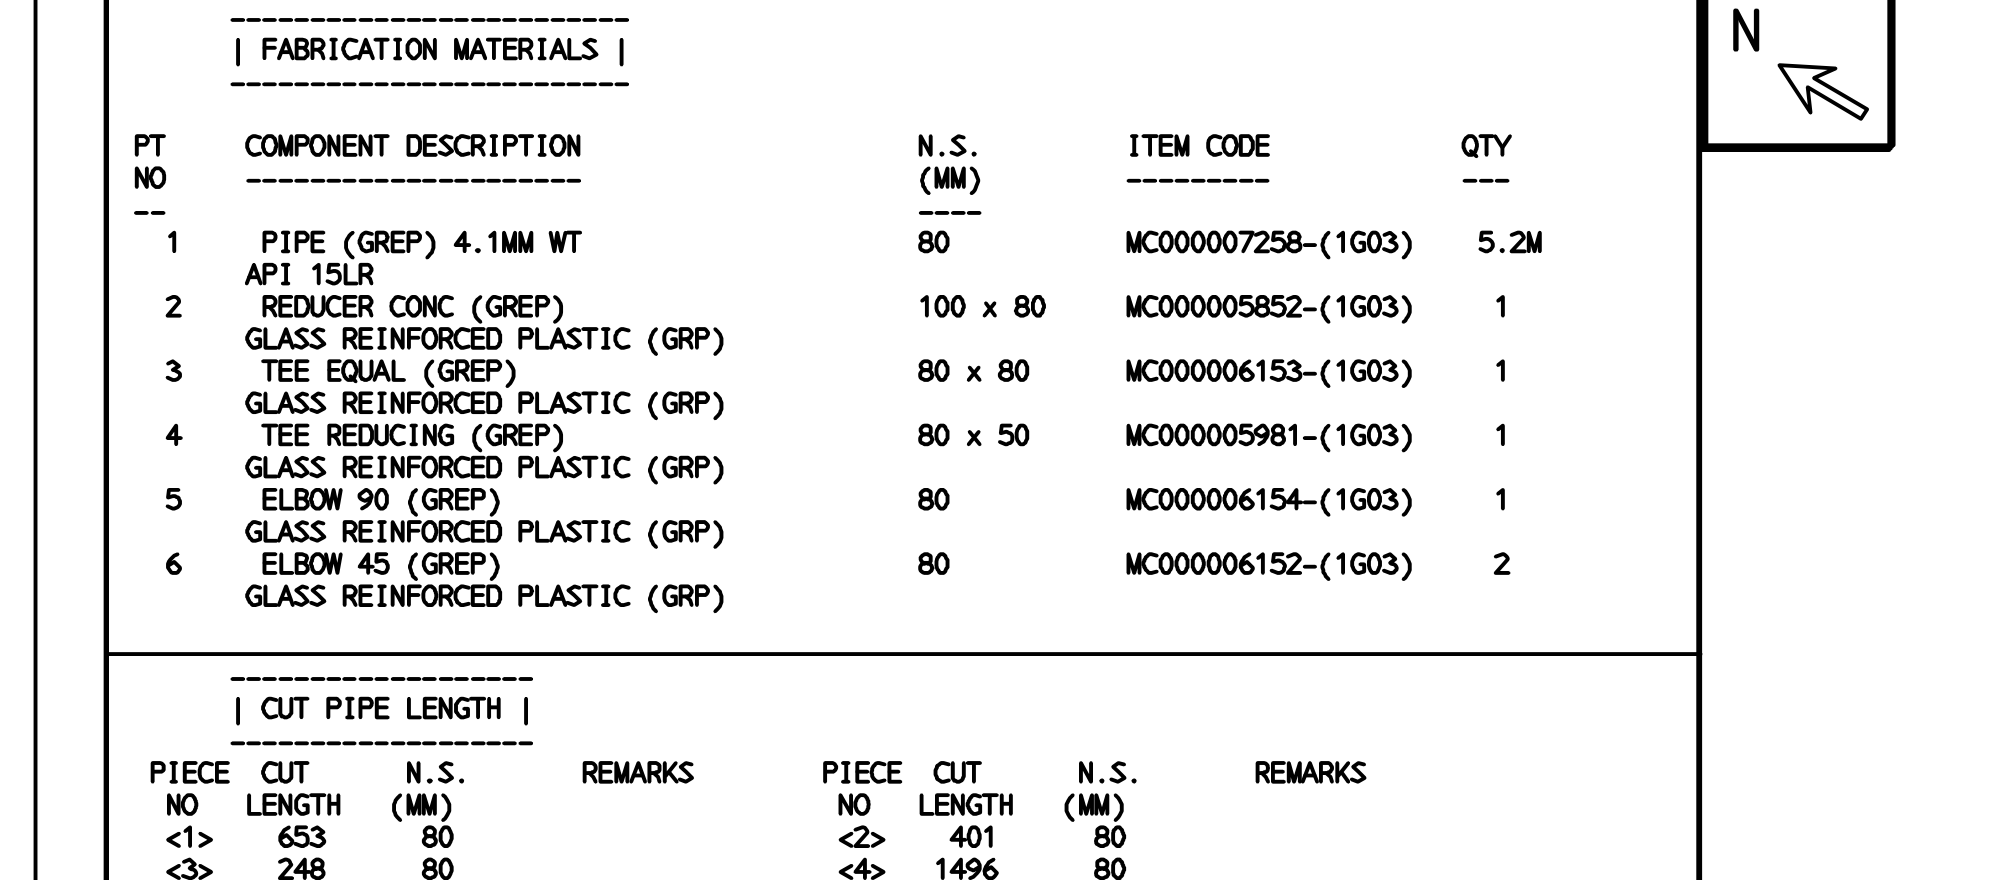 ------------------------- 
| FABRICATION MATERIALS |
-------------------------
N
PT COMPONENT DESCRIPTION N.S. ITEM CODE QTY
NO --------------------- (MM) --------- ---
-- ----
1 PIPE (GREP) 4.1MM WT 80 MC000007258-(1G03) 5.2M
API 15LR
2 REDUCER CONC (GREP) 100 x 80 MC000005852-(1G03) 1
GLASS REINFORCED PLASTIC (GRP)
3 TEE EQUAL (GREP) 80 x 80 MC000006153-(1G03) 1
GLASS REINFORCED PLASTIC (GRP)
4 TEE REDUCING (GREP) 80 x 50 MC000005981-(1G03) 1
GLASS REINFORCED PLASTIC (GRP)
5 ELBOW 90 (GREP) 80 MC000006154-(1G03) 1
GLASS REINFORCED PLASTIC (GRP)
6 ELBOW 45 (GREP) 80 MC000006152-(1G03) 2
GLASS REINFORCED PLASTIC (GRP)
-------------------
| CUT PIPE LENGTH |
-------------------
PIECE CUT N.S. REMARKS PIECE CUT N.S. REMARKS
NO LENGTH (MM) NO LENGTH (MM)
<1> 653 80 <2> 401 80
<3> 248 80 <4> 1496 80